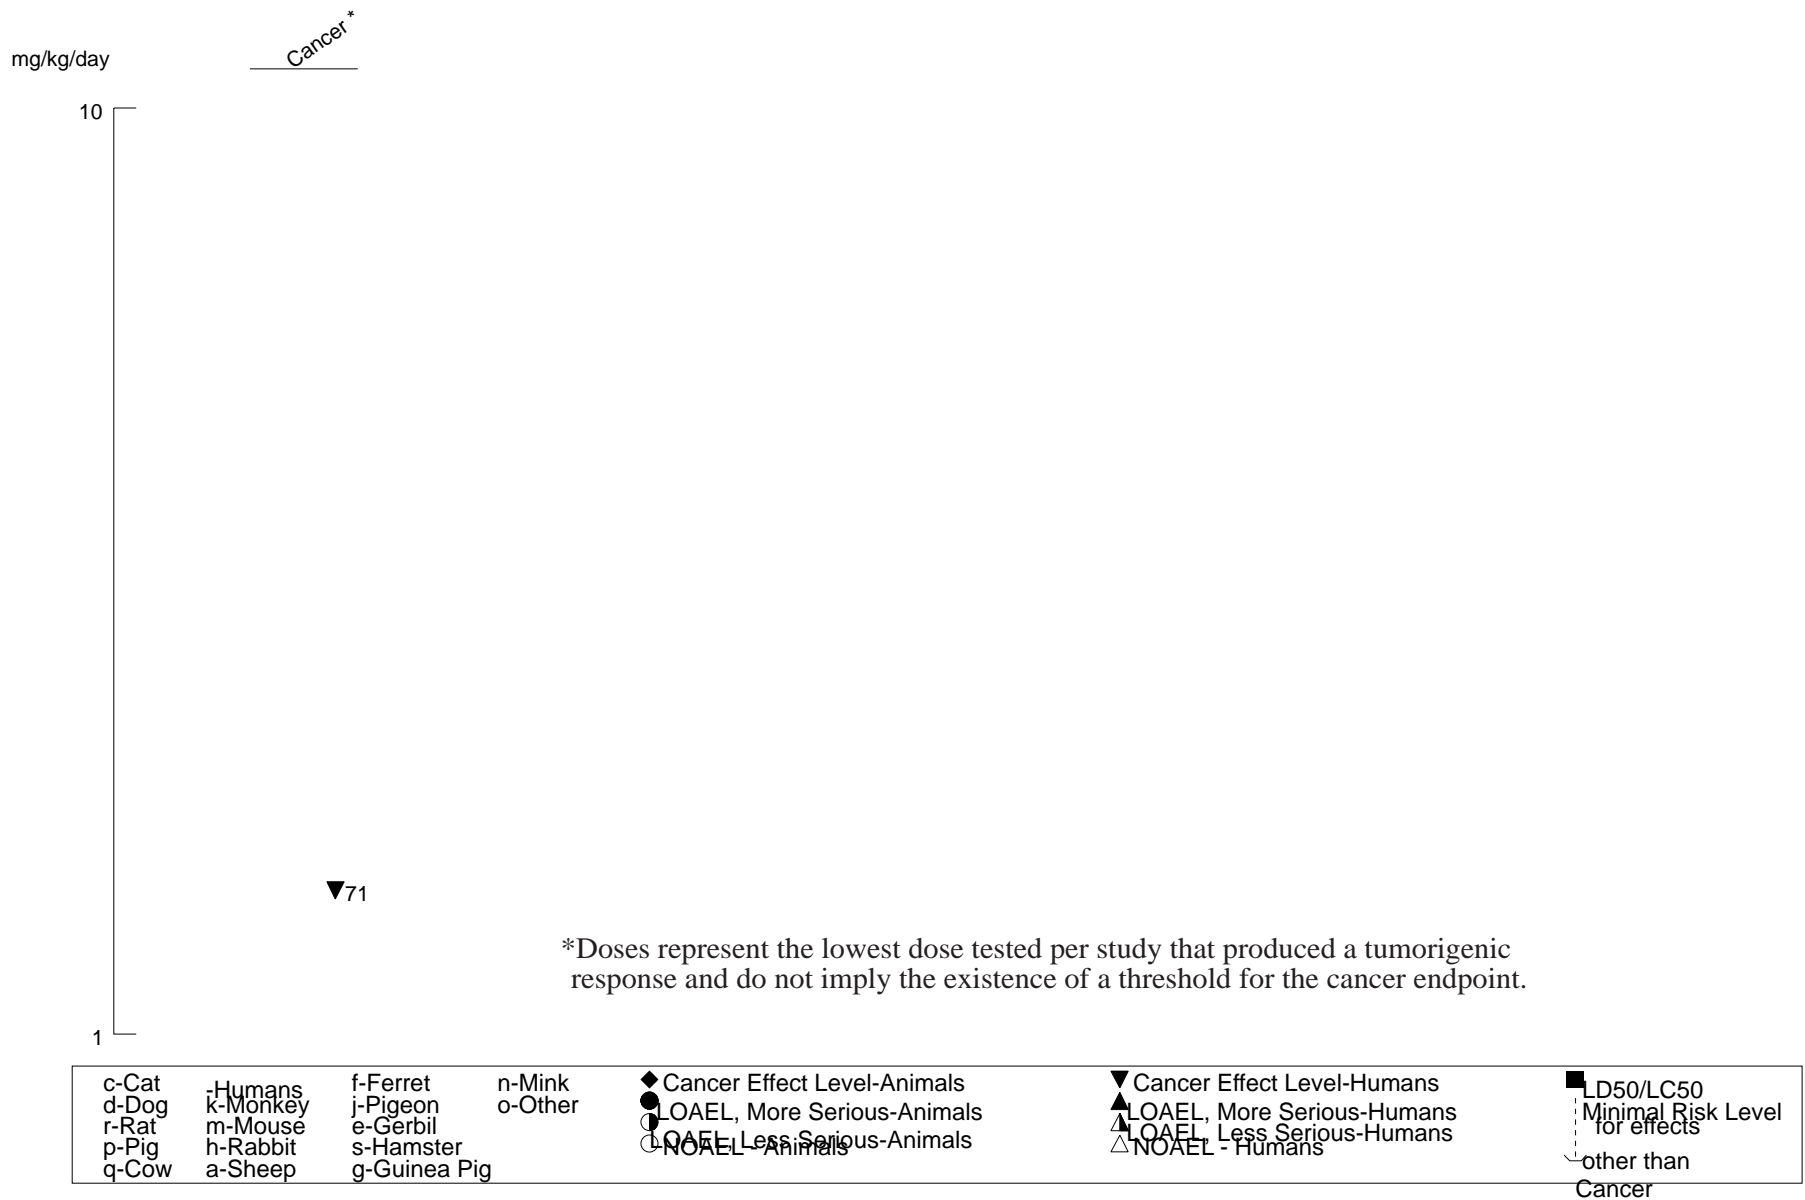 Cancer *
mg/kg/day
10
71
*Doses represent the lowest dose tested per study that produced a tumorigenic
response and do not imply the existence of a threshold for the cancer endpoint.
1
c-Cat
d-Dog
r-Rat
p-Pig
q-Cow
-Humans
k-Monkey
m-Mouse
h-Rabbit
a-Sheep
f-Ferret
j-Pigeon
e-Gerbil
s-Hamster
g-Guinea Pig
n-Mink
o-Other
Cancer Effect Level-Animals
LOAEL, More Serious-Animals
LOAEL, Less Serious-Animals
NOAEL - Animals
Cancer Effect Level-Humans
LOAEL, More Serious-Humans
LOAEL, Less Serious-Humans
NOAEL - Humans
LD50/LC50
Minimal Risk Level
for effects
other than
Cancer